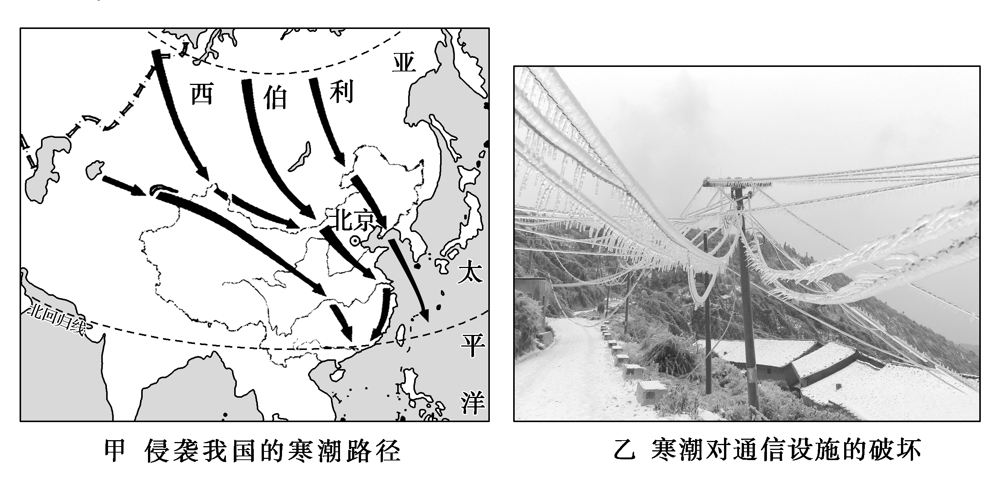 西 伯 利 亚
北京
太平洋
北回归线
甲 侵袭我国的寒潮路径
乙 寒潮对通信设施的破坏